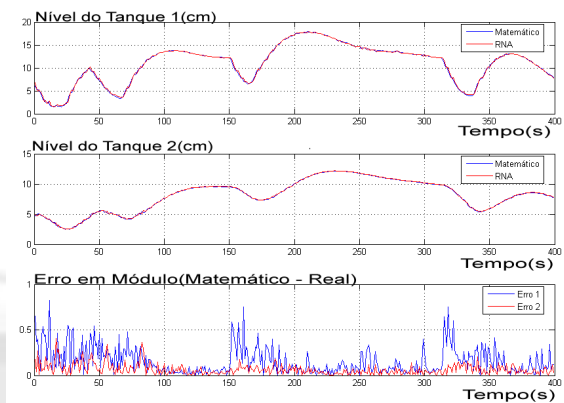 Nível do Tanque 1(cm)
20
15
10
5
0
Matemático
RNA
0 50 100 150 200 250 300 350 400
Tempo(s)
Nível do Tanque 2(cm)
15
10
5
0
Matemático
RNA
0 50 100 150 200 250 300 350 400
Tempo(s)
Erro em Módulo(Matemático - Real)
1
0.5
0
Erro 1
Erro 2
0 50 100 150 200 250 300 350 400
Tempo(s)